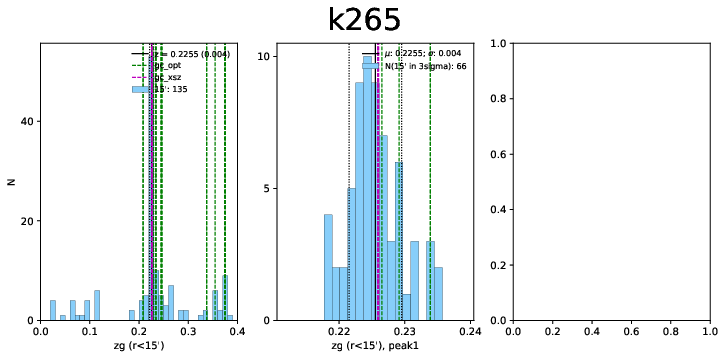 k265
z = 0.2255 (0.004)
gc_opt
gc_xsz
15': 135
N
0
20
40
0.0 0.1 0.2 0.3 0.4
zg (r<15')
μ: 0.2255; σ: 0.004
N(15' in 3sigma): 66
0
5
10
0.22 0.23 0.24
zg (r<15'), peak1
1.0
0.8
0.6
0.4
0.2
0.0
0.0 0.2 0.4 0.6 0.8 1.0